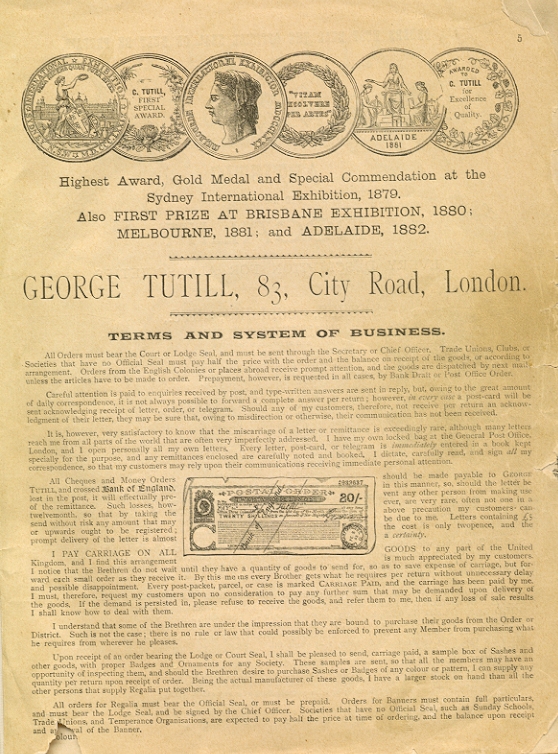 5
C. TUTILL,
FIRST
SPECIAL
AWARD.
"VITAM
EXCOLVERE
PER ARTES"
ADELAIDE
1881
AWARDED
TO
C. TUTILL
for
Excellence
of
Quality.
Highest Award, Gold Medal and Special Commendation at the
Sydney International Exhibition, 1879.
Also FIRST PRIZE AT BRISBANE EXHIBITION, 1880;
MELBOURNE, 1881; and ADELAIDE, 1882.
GEORGE TUTILL, 83, City Road, London.
TERMS AND SYSTEM OF BUSINESS.
All Orders must bear the Court or Lodge Seal, and must be sent through the Secretary or Chief Officer. Trade Unions, Clubs, or
Societies that have no Official Seal must pay half the price with the order and the balance on receipt of the goods, or according to
arrangement. Orders from the English Colonies or places abroad receive prompt attention, and the goods are dispatched by next mail
unless the articles have to be made to order. Prepayment, however, is requested in all cases, by Bank Draft or Post Office Order.
Careful attention is paid to enquiries received by post, and type-written answers are sent in reply, but, owing to the great amount
of daily correspondence, it is not always possible to forward a complete answer per return; however, in every case a post-card will be
sent acknowledging receipt of letter, order, or telegram. Should any of my customers, therefore, not receive per return an acknow-
ledgment of their letter, they may be sure that, owing to misdirection or otherwise, their communication has not been received.
It is, however, very satisfactory to know that the miscarriage of a letter or remittance is exceedingly rare, although many letters
reach me from all parts of the world that are often very imperfectly addressed. I have my own locked bag at the General Post Office,
London, and I open personally all my own letters. Every letter, post-card, or telegram is immediately entered in a book kept
specially for the purpose, and any remittances enclosed are carefully noted and booked. I dictate, carefully read, and sign all my
correspondence, so that my customers may rely upon their communications receiving immediate personal attention.
All Cheques and Money Orders
TUTILL, and crossed Bank of England,
lost in the post, it will effectually pre-
of the remittance. Such losses, how-
twelvemonth, so that by taking the
send without risk any amount that may
or upwards ought to be registered;
prompt delivery of the letter is almost
POSTAL ORDER
20/-
should be made payable to GEORGE
in this manner, so, should the letter be
vent any other person from making use
ever, are very rare, often not one in a
above precaution my customers can
be due to me. Letters containing £5
the cost is only twopence, and the
a certainty.
I PAY CARRIAGE ON ALL
Kingdom, and I find this arrangement
GOODS to any part of the United
is much appreciated by my customers.
I notice that the Brethren do not wait until they have a quantity of goods to send for, so as to save expense of carriage, but for-
ward each small order as they receive it. By this means every Brother gets what he requires per return without unnecessary delay
and possible disappointment. Every post-packet, parcel, or case is marked CARRIAGE PAID, and the carriage has been paid by me.
I must, therefore, request my customers upon no consideration to pay any further sum that may be demanded upon delivery of
the goods. If the demand is persisted in, please refuse to receive the goods, and refer them to me, then if any loss of sale results
I shall know how to deal with them.
I understand that some of the Brethren are under the impression that they are bound to purchase their goods from the Order or
District. Such is not the case; there is no rule or law that could possibly be enforced to prevent any Member from purchasing what
he requires from wherever he pleases.
Upon receipt of an order bearing the Lodge or Court Seal, I shall be pleased to send, carriage paid, a sample box of Sashes and
other goods, with proper Badges and Ornaments for any Society. These samples are sent, so that all the members may have an
opportunity of inspecting them, and should the Brethren desire to purchase Sashes or Badges of any colour or pattern, I can supply any
quantity per return upon receipt of order. Being the actual manufacturer of these goods, I have a larger stock on hand than all the
other persons that supply Regalia put together.
All orders for Regalia must bear the Official Seal, or must be prepaid. Orders for Banners must contain full particulars,
and must bear the Lodge Seal, and be signed by the Chief Officer. Societies that have no Official Seal, such as Sunday Schools,
Trade Unions, and Temperance Organisations, are expected to pay half the price at time of ordering, and the balance upon receipt
and approval of the Banner.